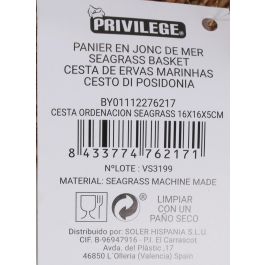 PRIVILEGE®
PANIER EN JONC DE MER
SEAGRASS BASKET
CESTA DE ERVAS MARINHAS
CESTO DI POSIDONIA
BY01112276217
CESTA ORDENACION SEAGRASS 16X16X5CM
8 433774 762171
NºLOTE : VS3199
MATERIAL: SEAGRASS MACHINE MADE
LIMPIAR
CON UN
PAÑO SECO
Distribuido por: SOLER HISPANIA S.L.U.
CIF. B-96947916 - P.I. El Carrascot
Avda. del Plàstic ,17
46850 L'Olleria (Valencia) Spain